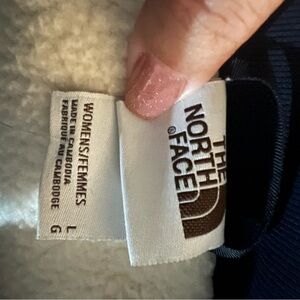 THE
NORTH
FACE®
WOMENS/FEMMES
MADE IN CAMBODIA
FABRIQUÉ AU CAMBODGE
L
G